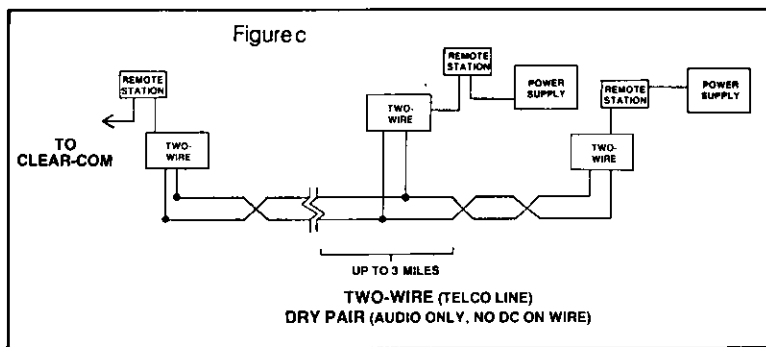 Figure c
REMOTE
STATION
TO
CLEAR-COM
TWO-
WIRE
REMOTE
STATION
POWER
SUPPLY
TWO-
WIRE
REMOTE
STATION
POWER
SUPPLY
TWO-
WIRE
UP TO 3 MILES
TWO-WIRE (TELCO LINE)
DRY PAIR (AUDIO ONLY, NO DC ON WIRE)